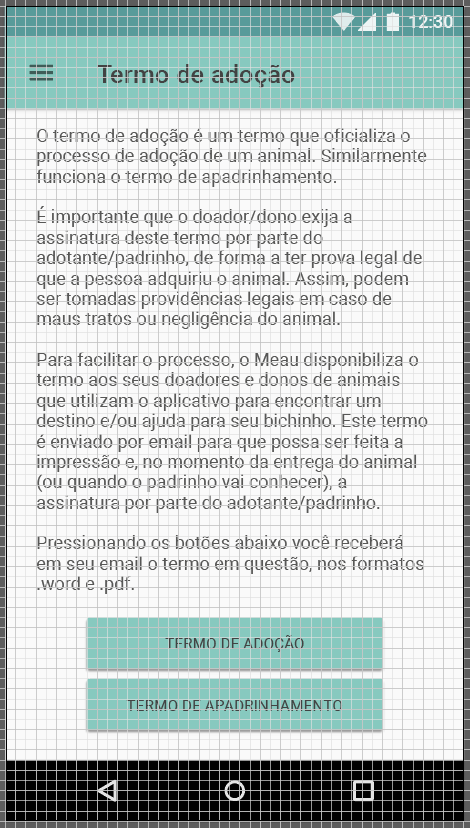 12:30
Termo de adoção
O termo de adoção é um termo que oficializa o
processo de adoção de um animal. Similarmente
funciona o termo de apadrinhamento.
É importante que o doador/dono exija a
assinatura deste termo por parte do
adotante/padrinho, de forma a ter prova legal de
que a pessoa adquiriu o animal. Assim, podem
ser tomadas providências legais em caso de
maus tratos ou negligência do animal.
Para facilitar o processo, o Meau disponibiliza o
termo aos seus doadores e donos de animais
que utilizam o aplicativo para encontrar um
destino e/ou ajuda para seu bichinho. Este termo
é enviado por email para que possa ser feita a
impressão e, no momento da entrega do animal
(ou quando o padrinho vai conhecer), a
assinatura por parte do adotante/padrinho.
Pressionando os botões abaixo você receberá
em seu email o termo em questão, nos formatos
.word e .pdf.
TERMO DE ADOÇÃO
TERMO DE APADRINHAMENTO